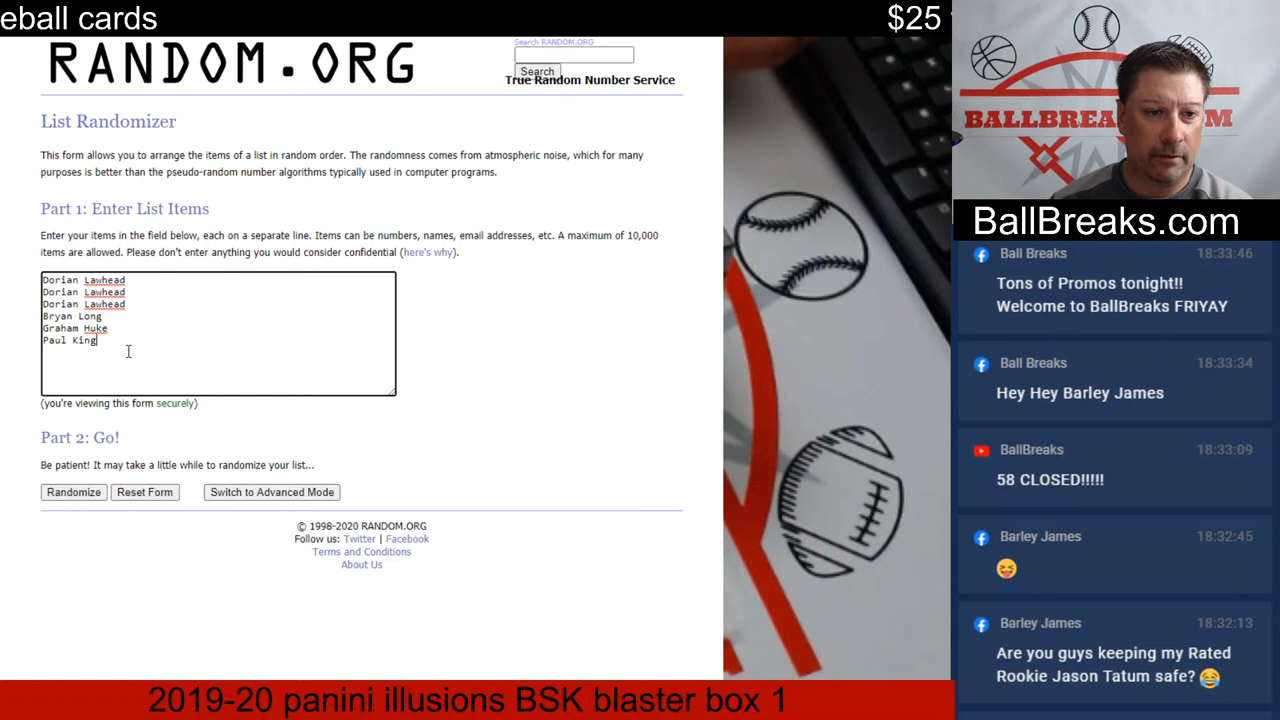 eball cards
$25
RANDOM.ORG
Search RANDOM.ORG
Search
True Random Number Service
List Randomizer
This form allows you to arrange the items of a list in random order. The randomness comes from atmospheric noise, which for many
purposes is better than the pseudo-random number algorithms typically used in computer programs.
Part 1: Enter List Items
Enter your items in the field below, each on a separate line. Items can be numbers, names, email addresses, etc. A maximum of 10,000
items are allowed. Please don't enter anything you would consider confidential (here's why).
Dorian Lawhead
Dorian Lawhead
Dorian Lawhead
Bryan Long
Graham Huke
Paul King
(you're viewing this form securely)
Part 2: Go!
Be patient! It may take a little while to randomize your list...
Randomize
Reset Form
Switch to Advanced Mode
© 1998-2020 RANDOM.ORG
Follow us: Twitter | Facebook
Terms and Conditions
About Us
BALLBREA
M
BallBreaks.com
Ball Breaks 18:33:46
Tons of Promos tonight!!
Welcome to BallBreaks FRIYAY
Ball Breaks 18:33:34
Hey Hey Barley James
BallBreaks 18:33:09
58 CLOSED!!!!!
Barley James 18:32:45
😝
Barley James 18:32:13
Are you guys keeping my Rated
Rookie Jason Tatum safe? 🤣
2019-20 panini illusions BSK blaster box 1